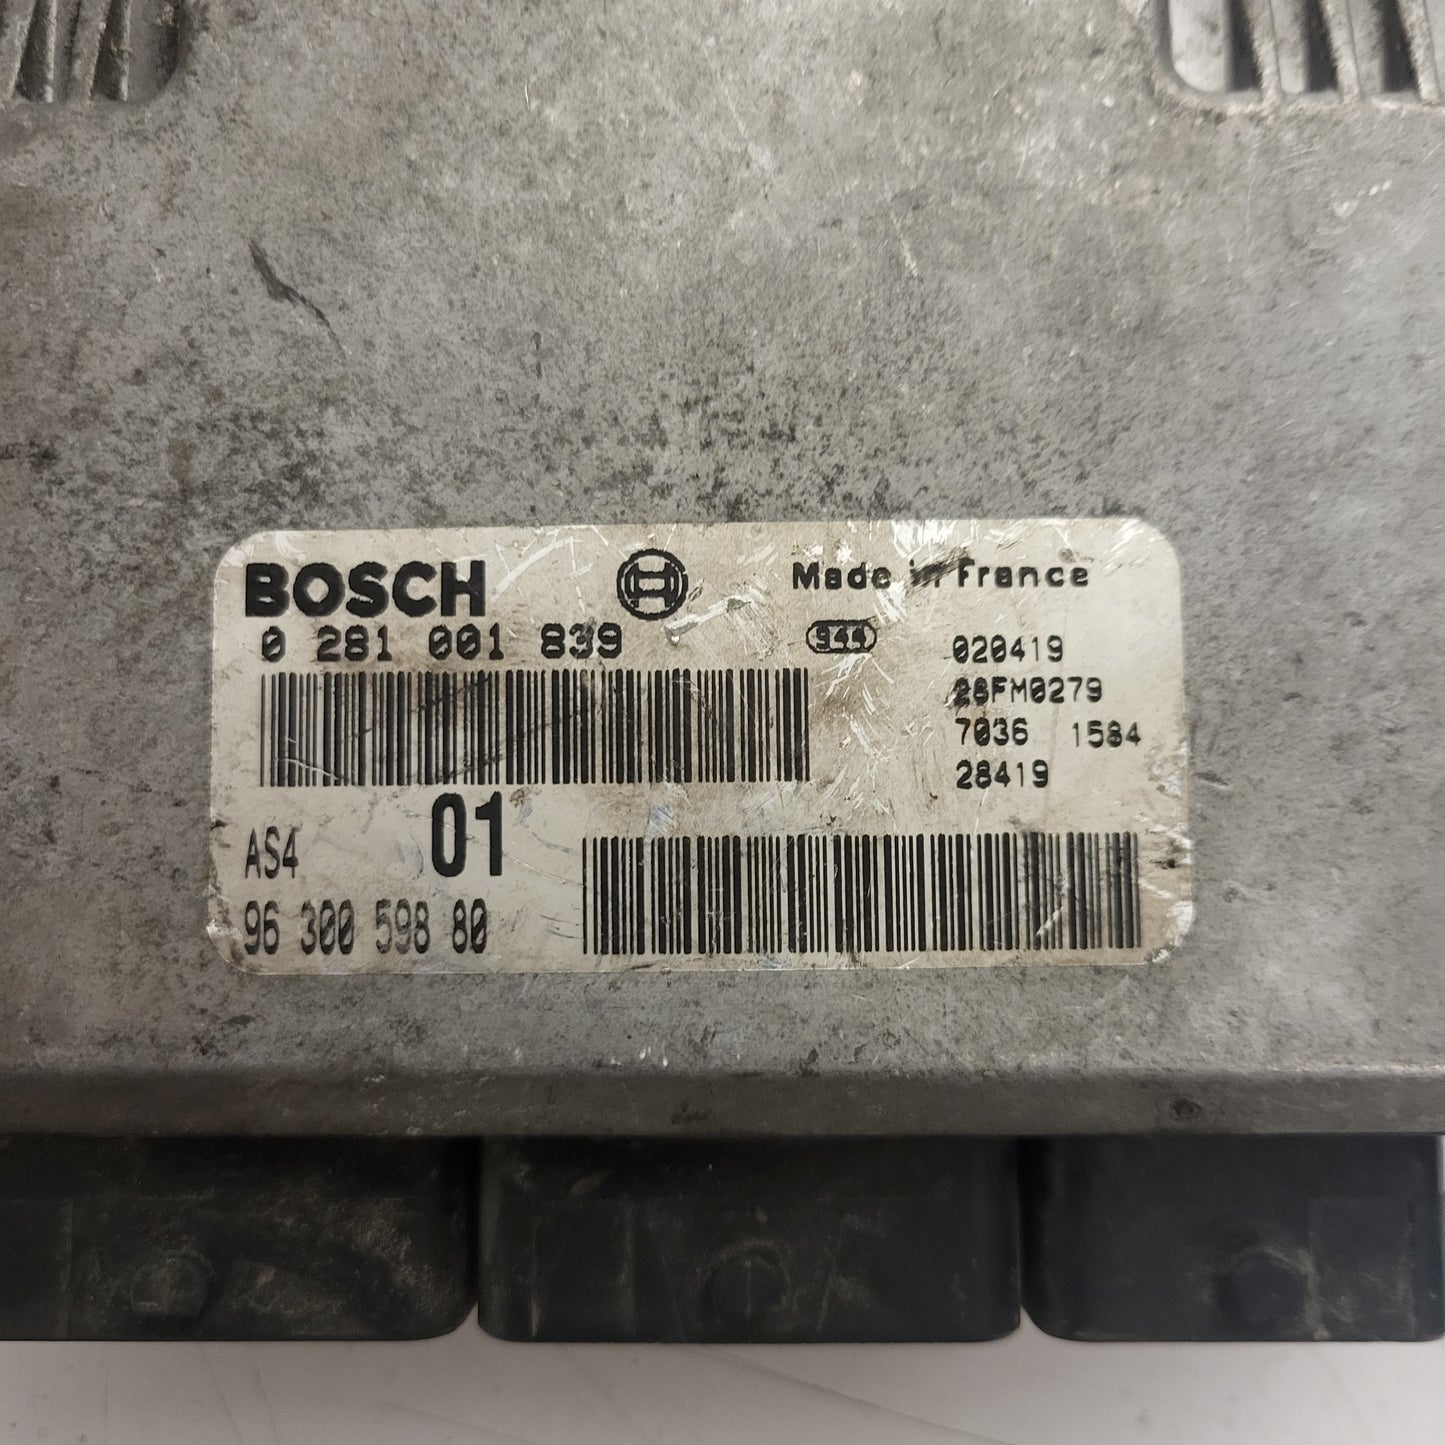 BOSCH
Made in France
0 281 001 839
944
020419
28FM0279
7036 1584
28419
01
AS4
96 300 598 80